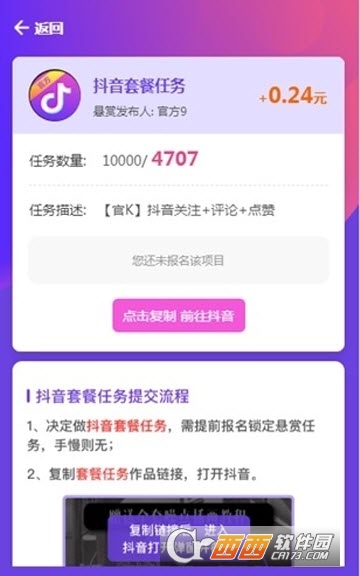 ← 返回
官方
抖音套餐任务
悬赏发布人: 官方9
+0.24元
任务数量: 10000/ 4707
任务描述: 【官K】抖音关注+评论+点赞
您还未报名该项目
点击复制 前往抖音
抖音套餐任务提交流程
1、决定做抖音套餐任务，需提前报名锁定悬赏任
务，手慢则无；
2、复制套餐任务作品链接，打开抖音。
复制链接后，进入
抖音打开弹窗
西西软件园
CR173.COM